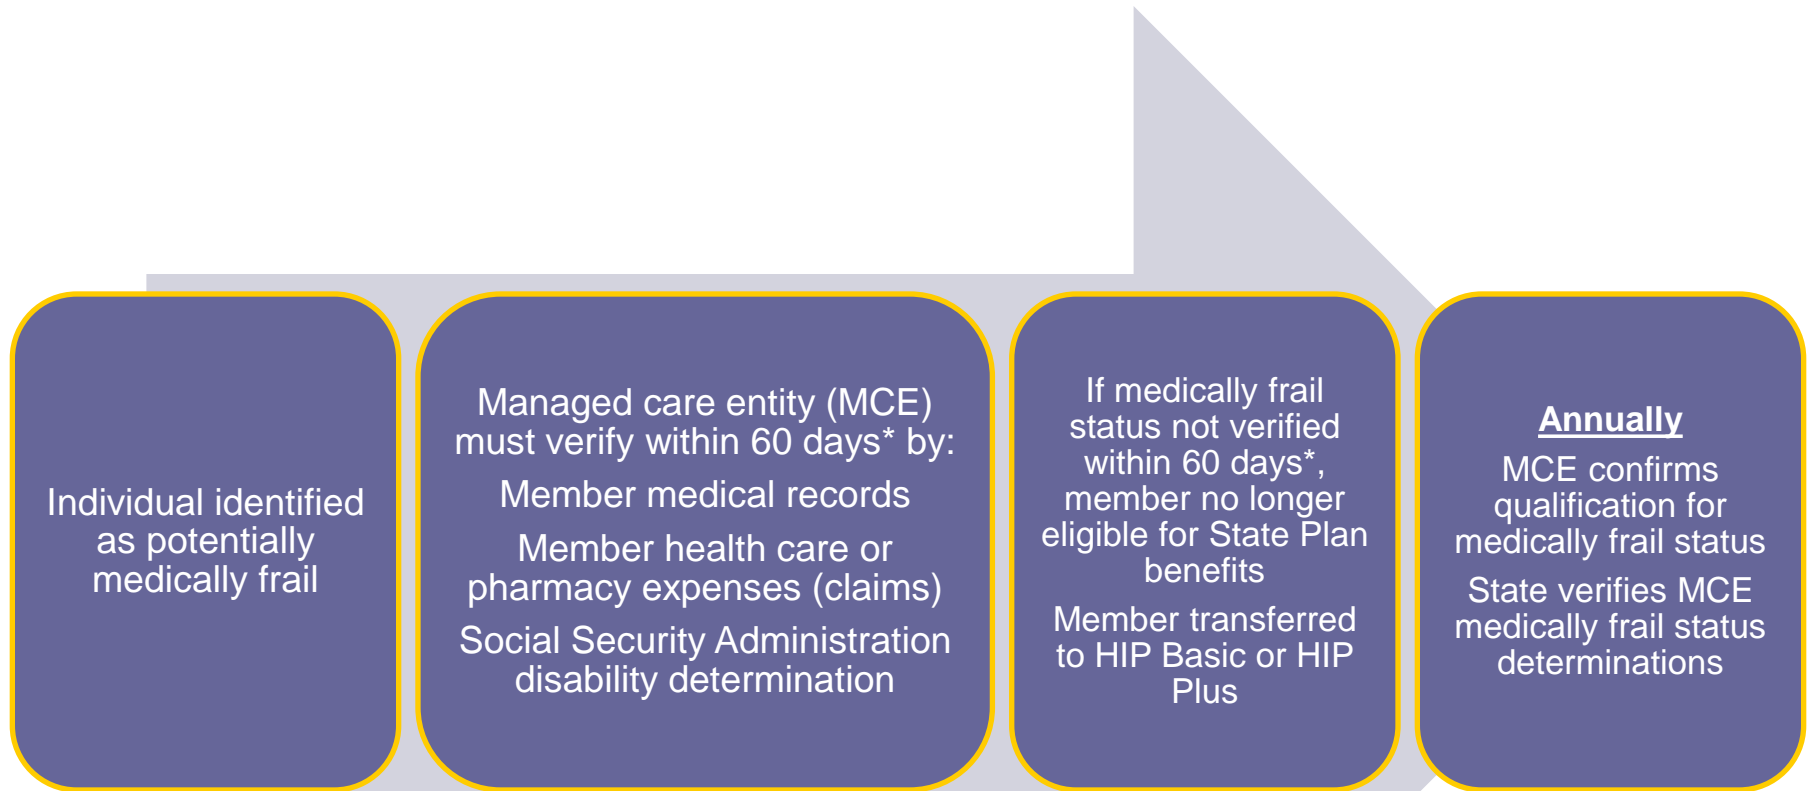 Individual identified
as potentially
medically frail
Managed care entity (MCE)
must verify within 60 days* by:
Member medical records
Member health care or
pharmacy expenses (claims)
Social Security Administration
disability determination
If medically frail
status not verified
within 60 days*,
member no longer
eligible for State Plan
benefits
Member transferred
to HIP Basic or HIP
Plus
Annually
MCE confirms
qualification for
medically frail status
State verifies MCE
medically frail status
determinations